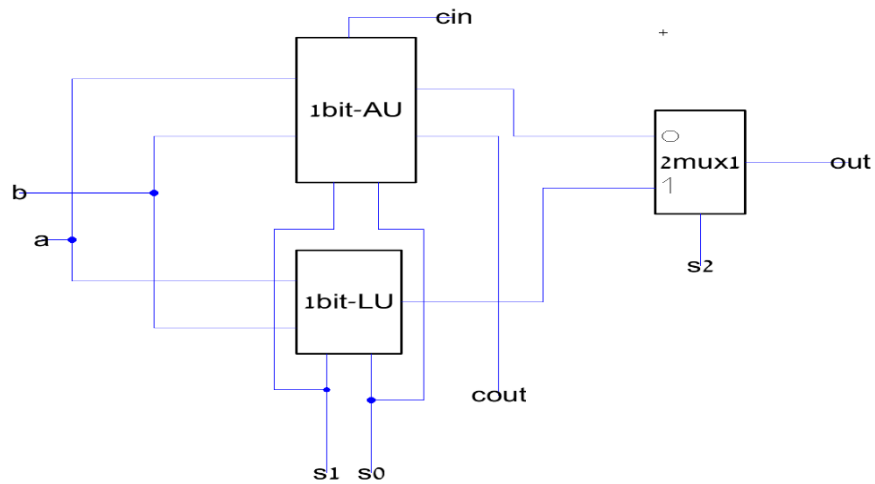 cin
1bit-AU
0
2mux1
out
1
b
a
s2
1bit-LU
cout
s1 s0